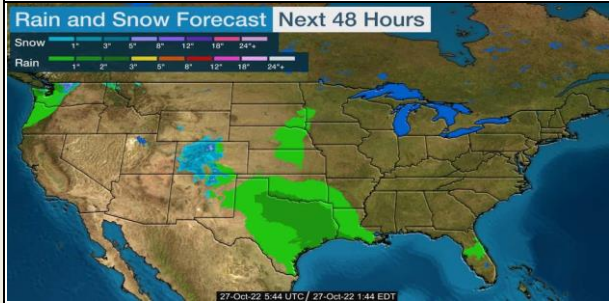 Rain and Snow Forecast Next 48 Hours
Snow
1" 3" 5" 8" 12" 18" 24"+
Rain
1" 2" 3" 5" 8" 12" 18" 24"+
27-Oct-22 5:44 UTC / 27-Oct-22 1:44 EDT